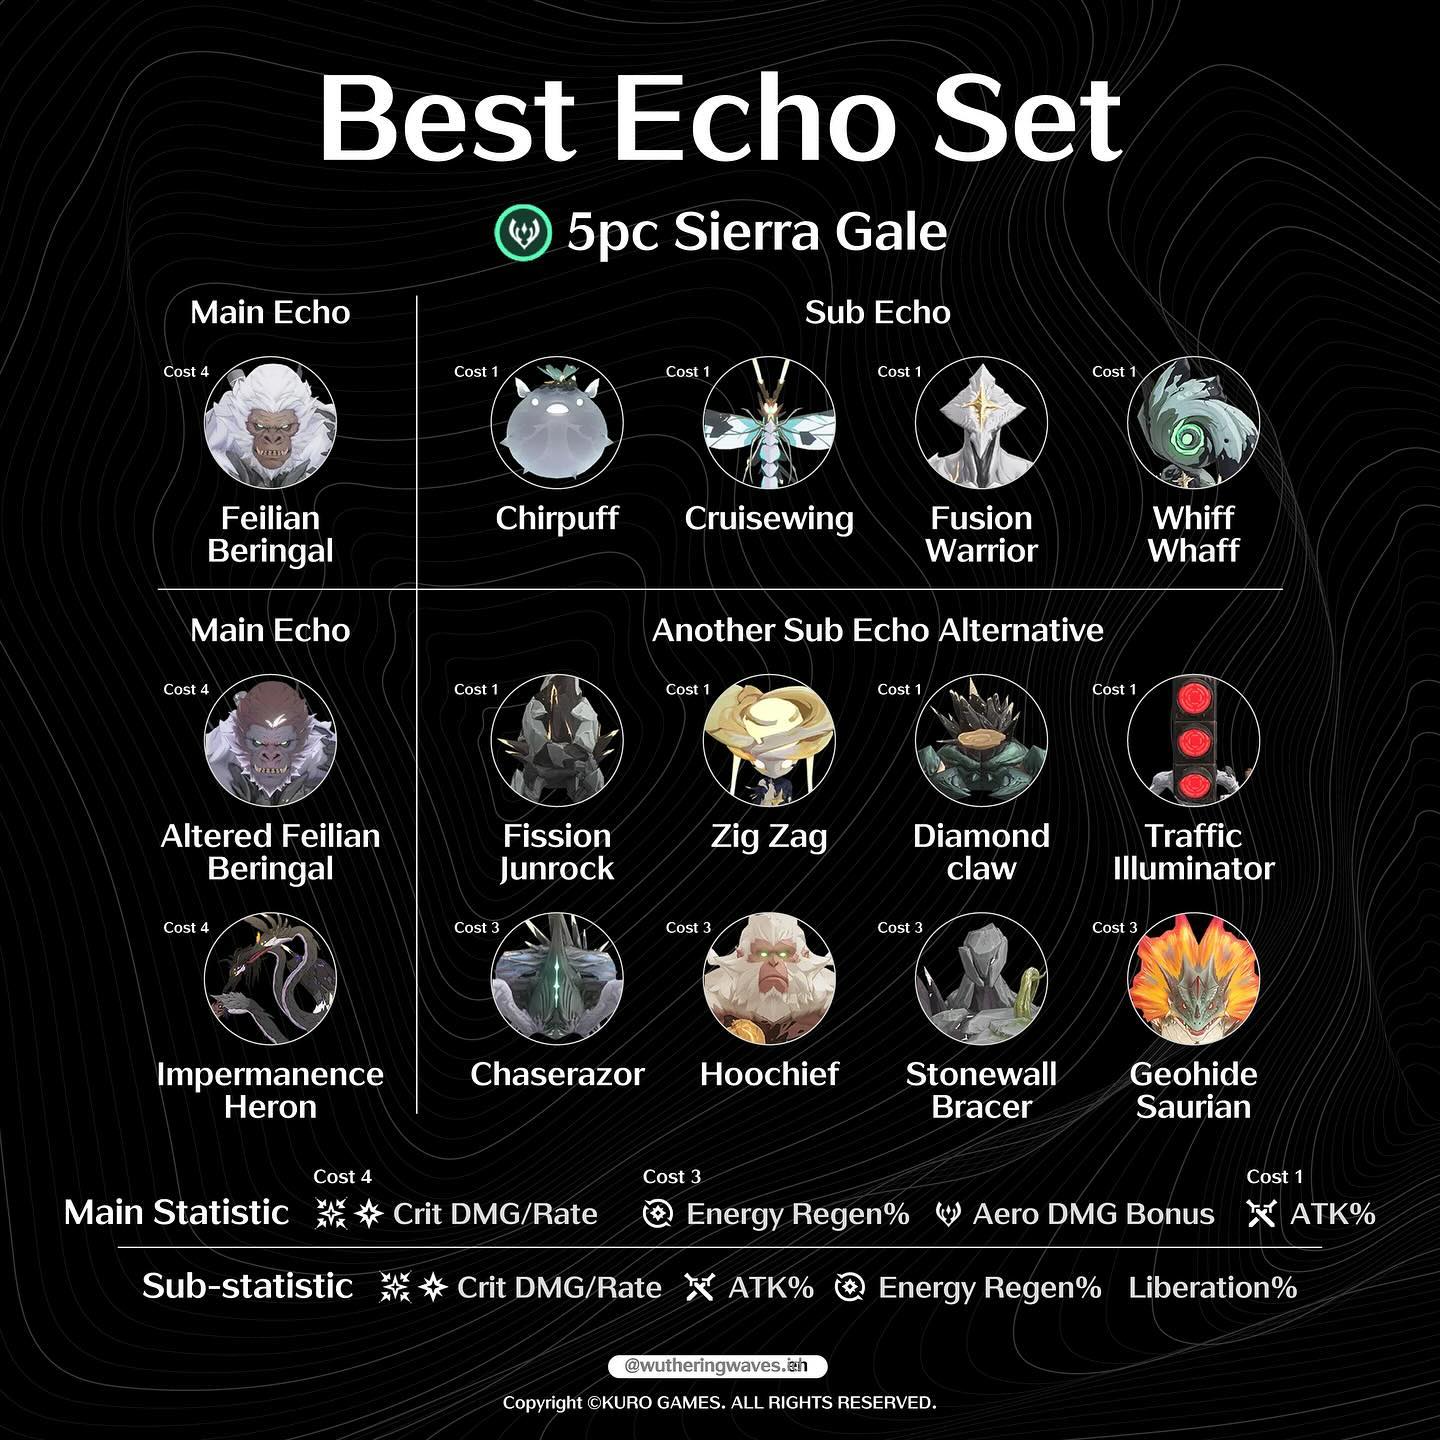 Best Echo Set
5pc Sierra Gale
Main Echo
Sub Echo
Cost 4
Cost 1
Cost 1
Cost 1
Cost 1
Feilian
Beringal
Chirpuff
Cruisewing
Fusion
Warrior
Whiff
Whaff
Main Echo
Another Sub Echo Alternative
Cost 4
Cost 1
Cost 1
Cost 1
Cost 1
Altered Feilian
Beringal
Fission
Junrock
Zig Zag
Diamond
claw
Traffic
Illuminator
Cost 4
Cost 3
Cost 3
Cost 3
Cost 3
Impermanence
Heron
Chaserazor
Hoochief
Stonewall
Bracer
Geohide
Saurian
Cost 4
Cost 3
Cost 1
Main Statistic Crit DMG/Rate Energy Regen% Aero DMG Bonus ATK%
Sub-statistic Crit DMG/Rate ATK% Energy Regen% Liberation%
@wutheringwaves.
Copyright ©KURO GAMES. ALL RIGHTS RESERVED.